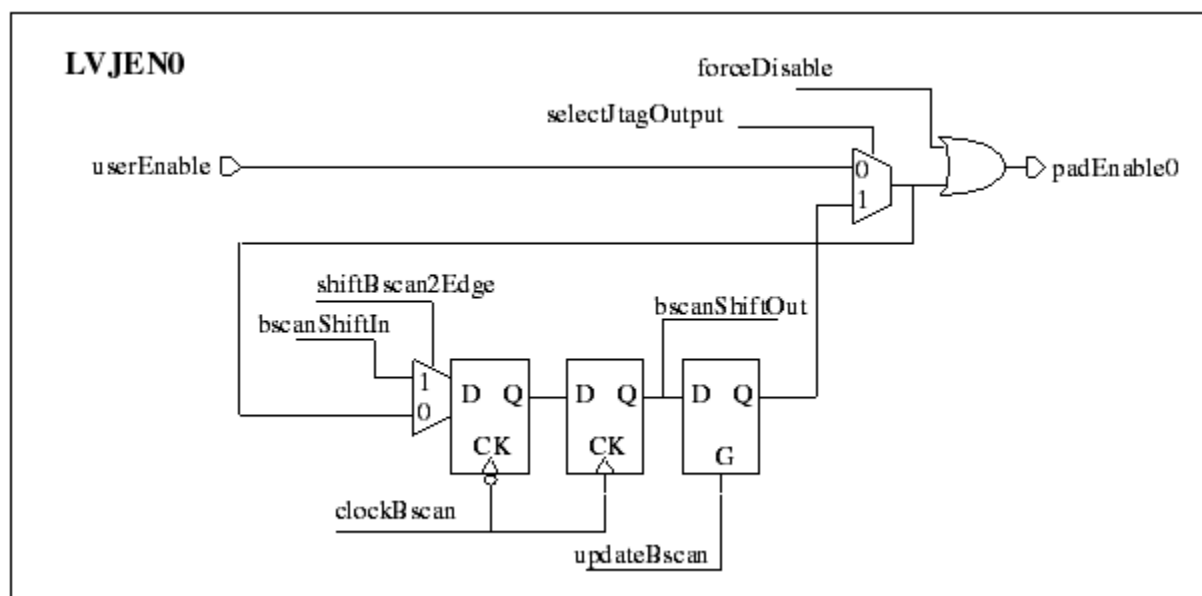 LVJEN0
forceDisable
selectJtagOutput
userEnable
0
1
padEnable0
shiftBscan2Edge
bscanShiftIn
bscanShiftOut
1
0
D Q
CK
D Q
CK
D Q
G
clockBscan
updateBscan